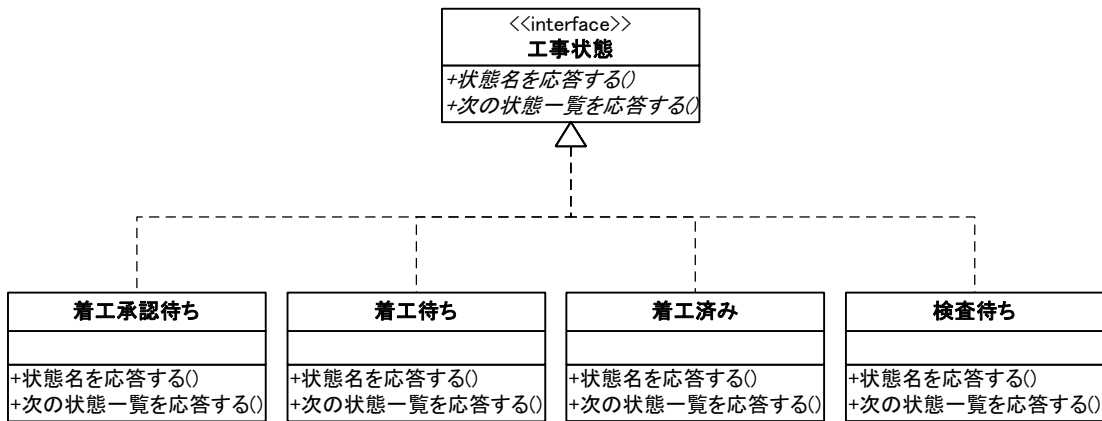 <<interface>>
工事状態
+状態名を応答する()
+次の状態一覧を応答する()
着工承認待ち
+状態名を応答する()
+次の状態一覧を応答する()
着工待ち
+状態名を応答する()
+次の状態一覧を応答する()
着工済み
+状態名を応答する()
+次の状態一覧を応答する()
検査待ち
+状態名を応答する()
+次の状態一覧を応答する()